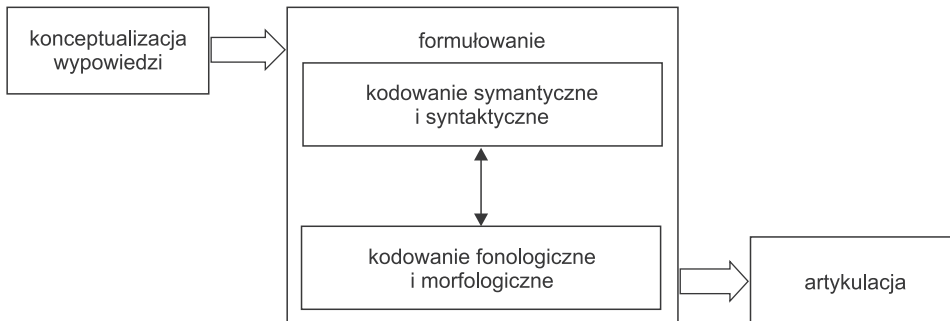 konceptualizacja
wypowiedzi
formułowanie
kodowanie symantyczne
i syntaktyczne
kodowanie fonologiczne
i morfologiczne
artykulacja